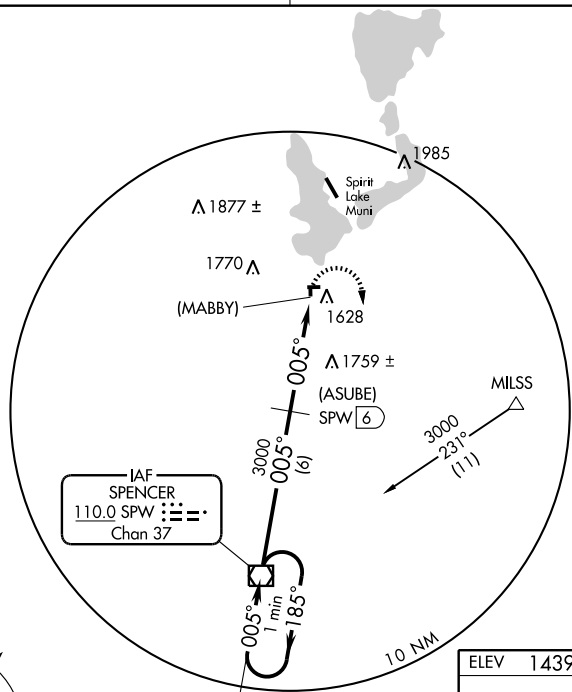 1985
Spirit
Lake
Muni
1877 ±
1770
(MABBY)
1628
005°
1759 ±
(ASUBE)
SPW 6
MILSS
3000
231°
(11)
3000
005°
(6)
IAF
SPENCER
110.0 SPW
Chan 37
005°
1 min
185°
10 NM
ELEV 1439